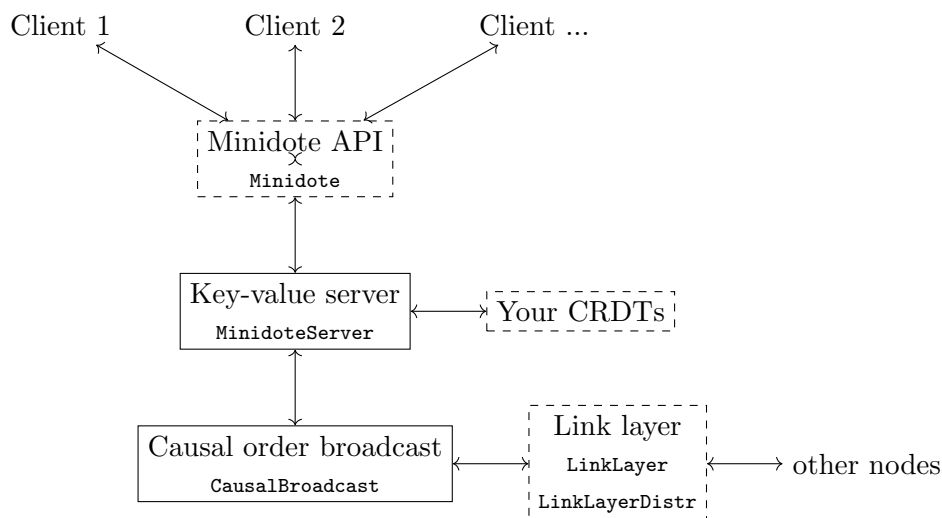 Client 1
Client 2
Client ...
Minidote API
Minidote
Key-value server
MinidoteServer
Your CRDTs
Causal order broadcast
CausalBroadcast
Link layer
LinkLayer
LinkLayerDistr
other nodes